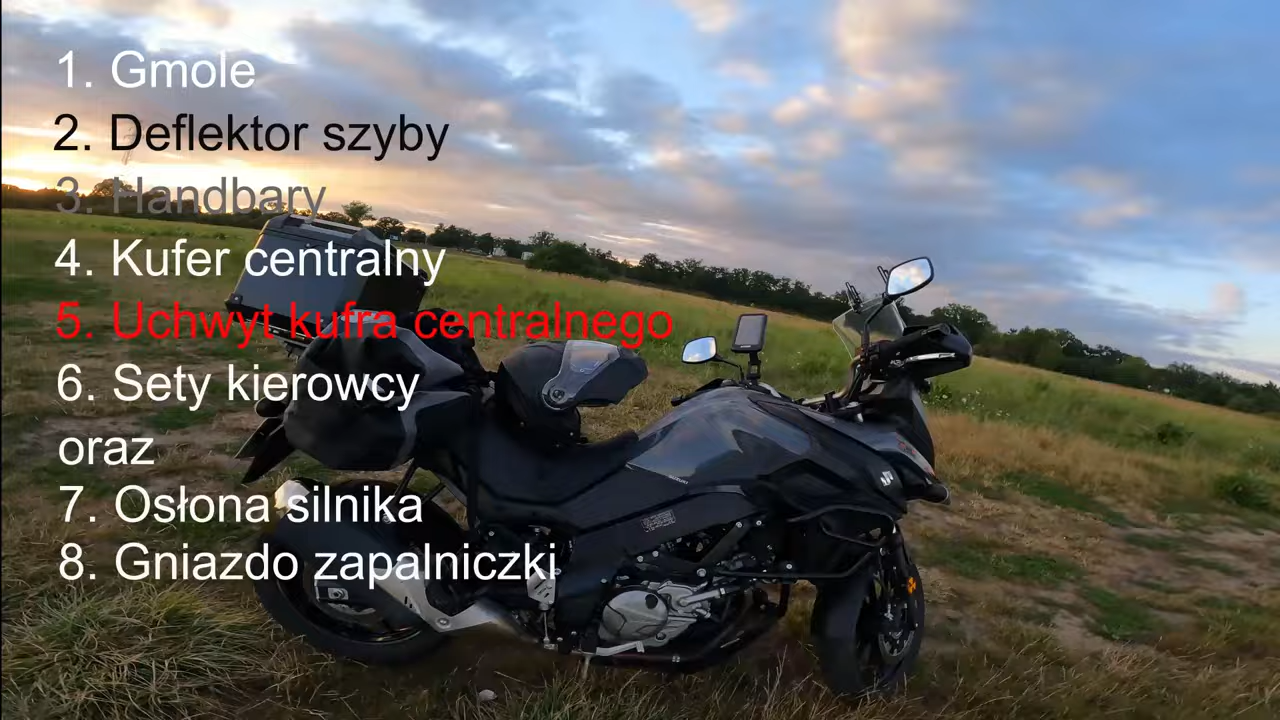 1. Gmole
2. Deflektor szyby
3. Handbary
4. Kufer centralny
5. Uchwyt kufra centralnego
6. Sety kierowcy
oraz
7. Osłona silnika
8. Gniazdo zapalniczki
SUZUKI